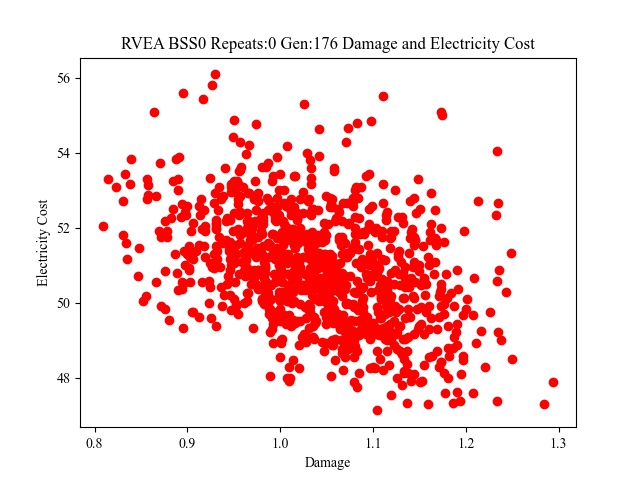 RVEA BSS0 Repeats:0 Gen:176 Damage and Electricity Cost
56
54
52
50
48
Electricity Cost
0.8 0.9 1.0 1.1 1.2 1.3
Damage